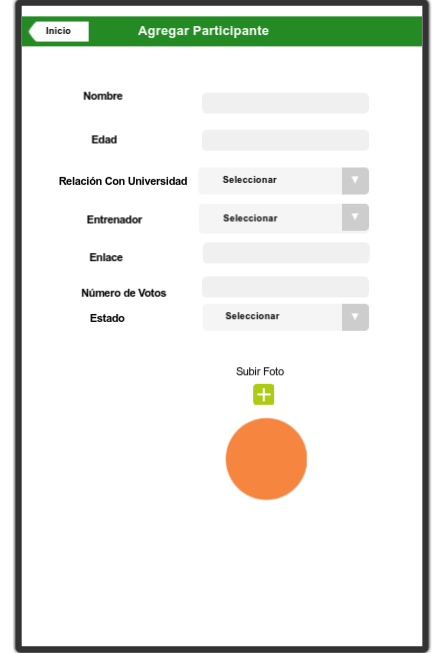 Inicio
Agregar Participante
Nombre
Edad
Relación Con Universidad
Seleccionar
Entrenador
Seleccionar
Enlace
Número de Votos
Estado
Seleccionar
Subir Foto